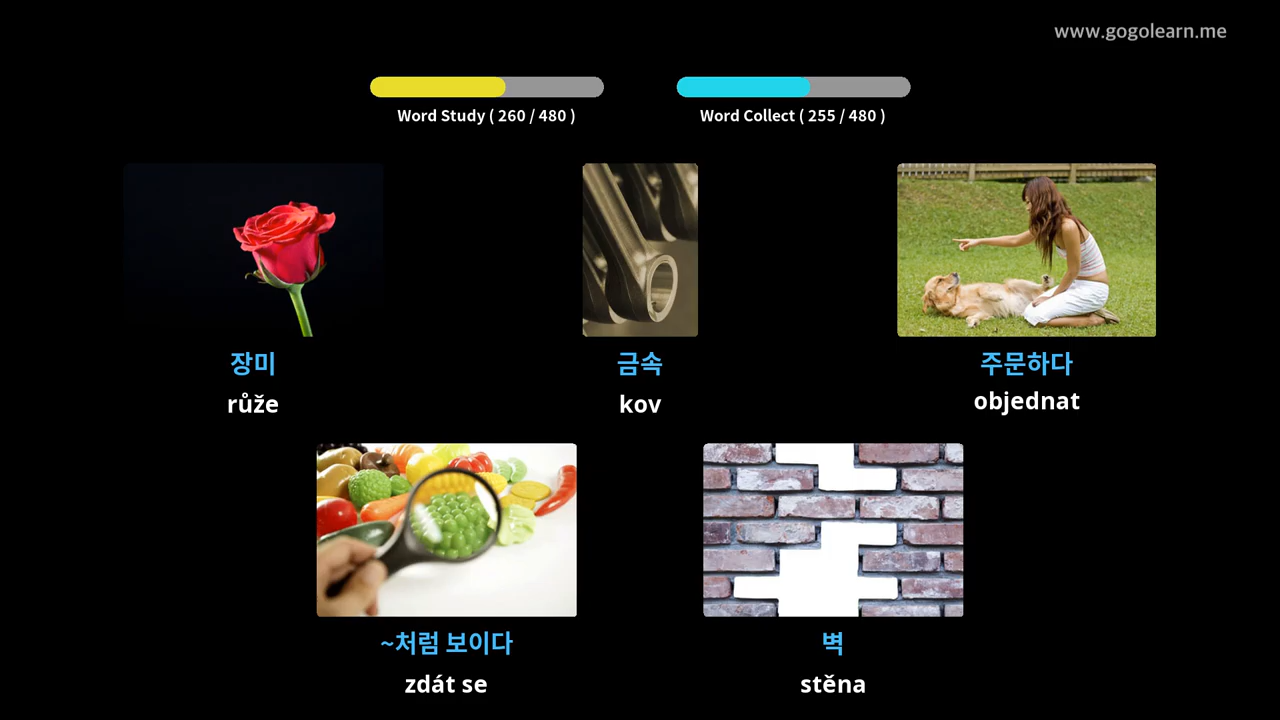 www.gogolearn.me
Word Study ( 260 / 480 )
Word Collect ( 255 / 480 )
장미
růže
금속
kov
주문하다
objednat
~처럼 보이다
zdát se
벽
stěna